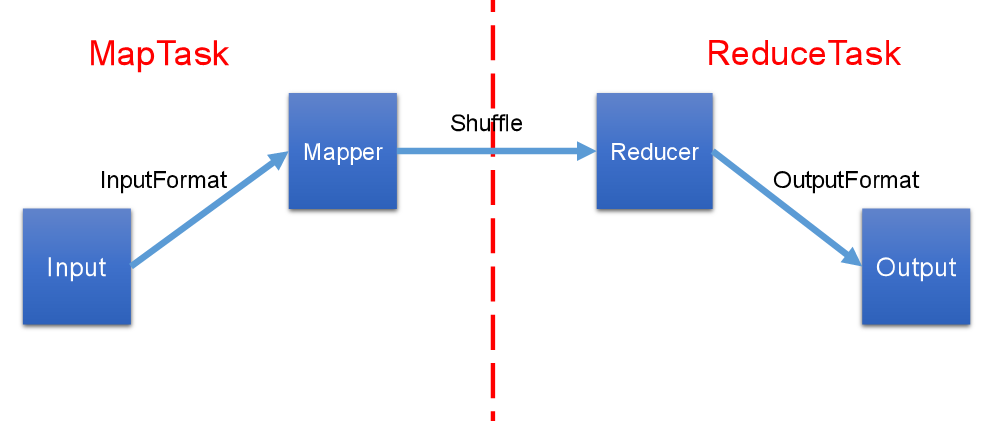 MapTask
ReduceTask
Shuffle
Mapper
Reducer
InputFormat
OutputFormat
Input
Output